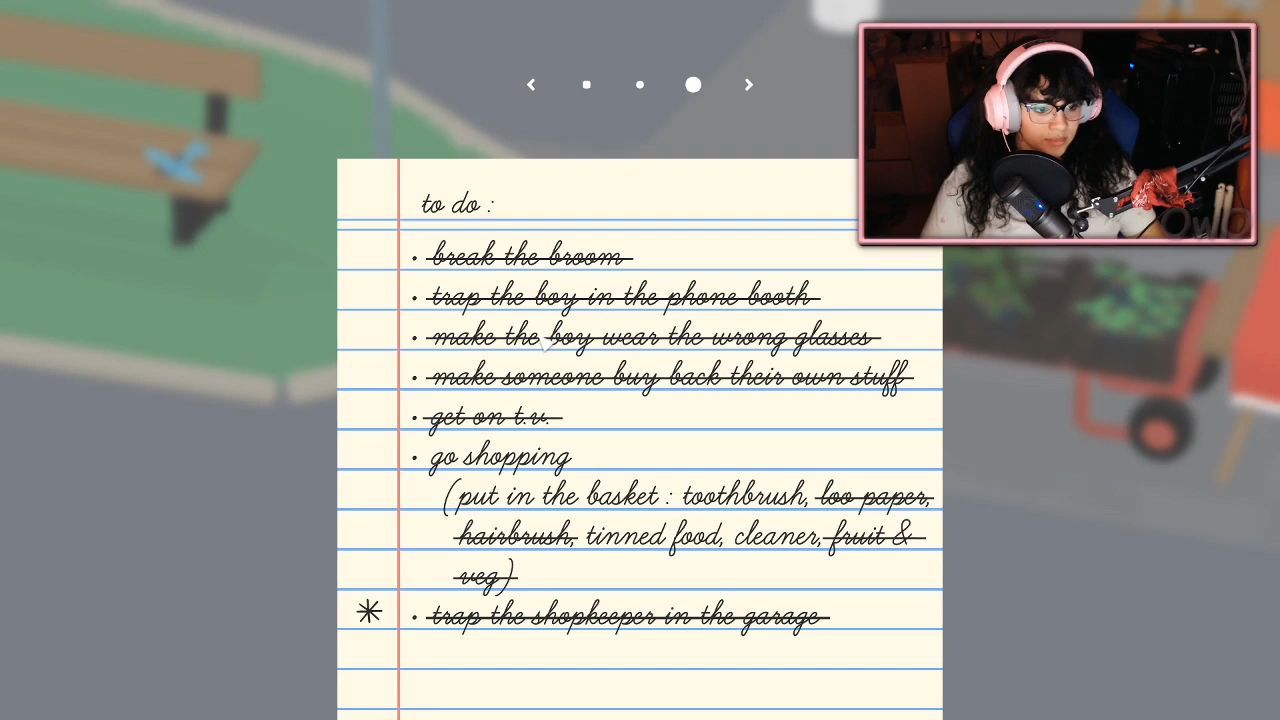 to do :
• break the broom
• trap the boy in the phone booth
• make the boy wear the wrong glasses
• make someone buy back their own stuff
• get on t.v.
• go shopping
(put in the basket : toothbrush, loo paper,
hairbrush, tinned food, cleaner, fruit &
veg)
* • trap the shopkeeper in the garage
OwO